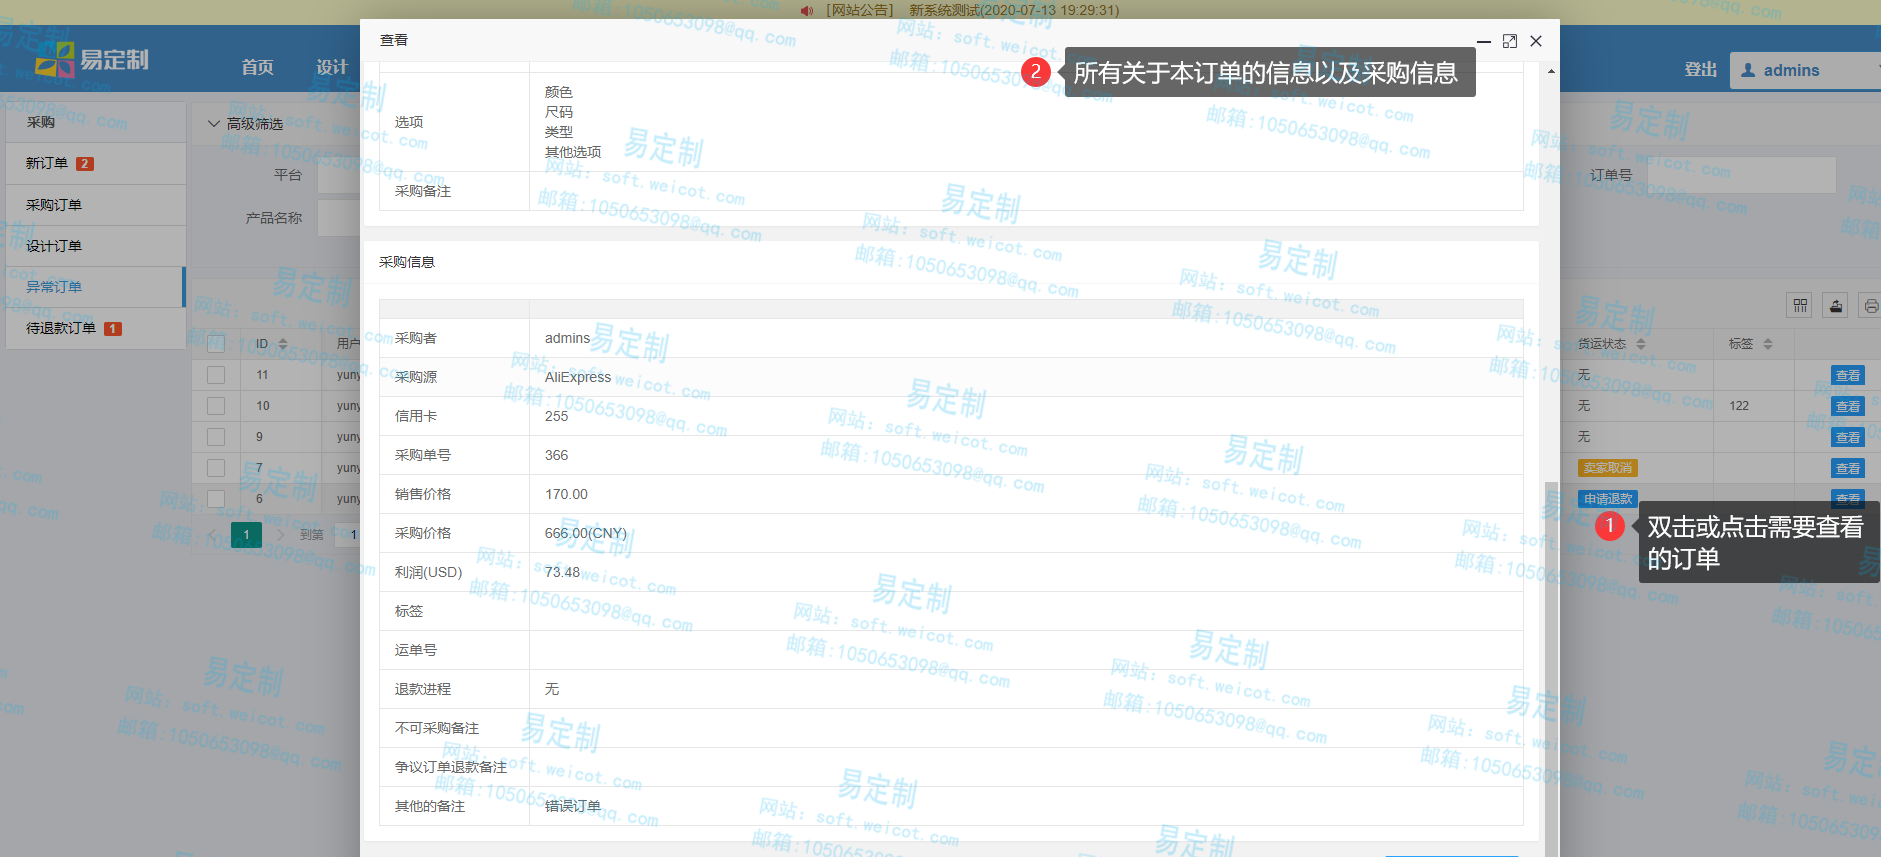 [网站公告] 新系统测试(2020-07-13 19:29:31)
易定制
首页
设计
登出
admins
查看
2
所有关于本订单的信息以及采购信息
采购
新订单 2
采购订单
设计订单
异常订单
待退款订单 1
高级筛选
平台
产品名称
订单号
选项
颜色
尺码
类型
其他选项
采购备注
采购信息
采购者 admins
采购源 AliExpress
信用卡 255
采购单号 366
销售价格 170.00
采购价格 666.00(CNY)
利润(USD) 73.48
标签
运单号
退款进程 无
不可采购备注
争议订单退款备注
其他的备注 错误订单
ID 用户
11 yuny
10 yuny
9 yuny
7 yuny
6 yuny
1 到第 1
货运状态 标签
无 查看
无 122 查看
无 查看
卖家取消 查看
申请退款 查看
1
双击或点击需要查看
的订单
易定制
网站: soft.weicot.com
邮箱:1050653098@qq.com